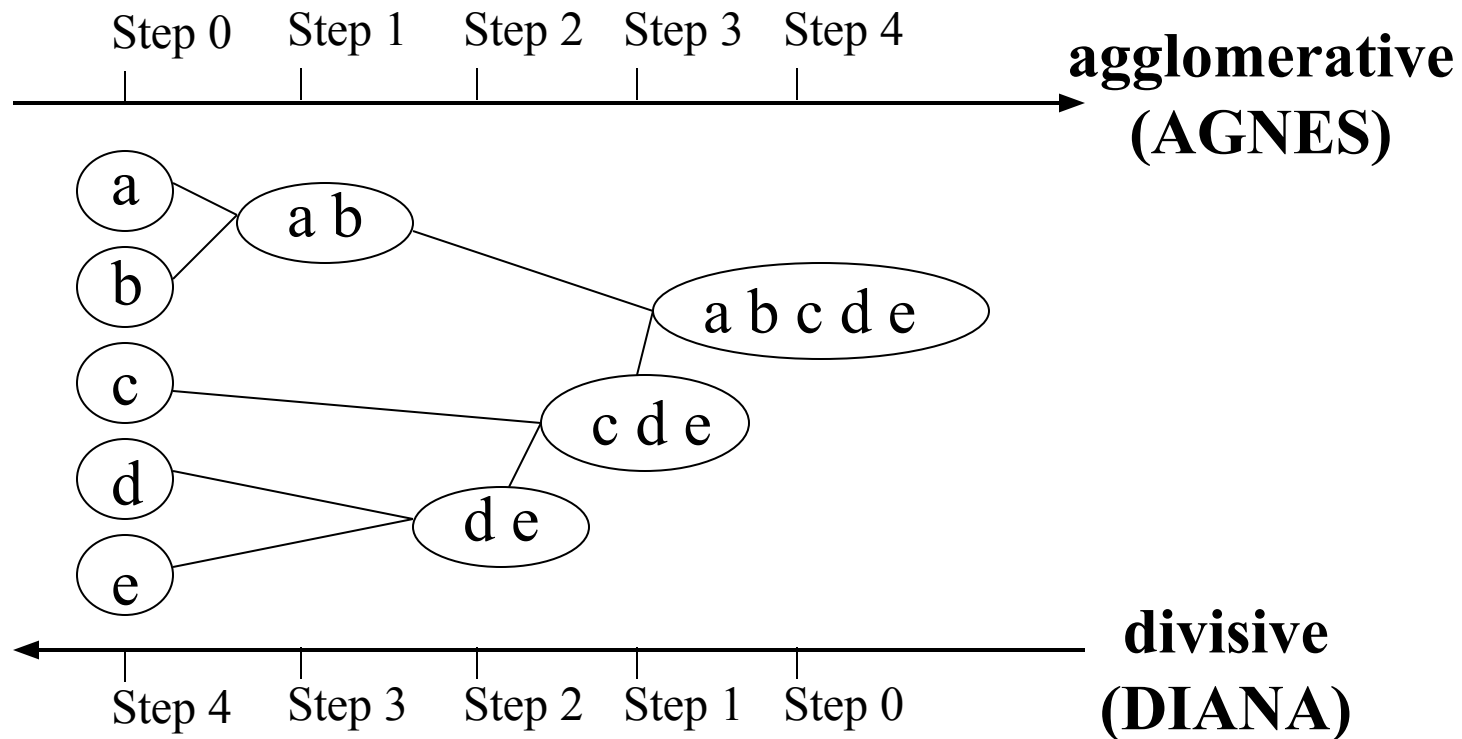 Step 0 Step 1 Step 2 Step 3 Step 4
agglomerative
(AGNES)
a
a b
b
a b c d e
c
c d e
d
d e
e
divisive
(DIANA)
Step 4 Step 3 Step 2 Step 1 Step 0